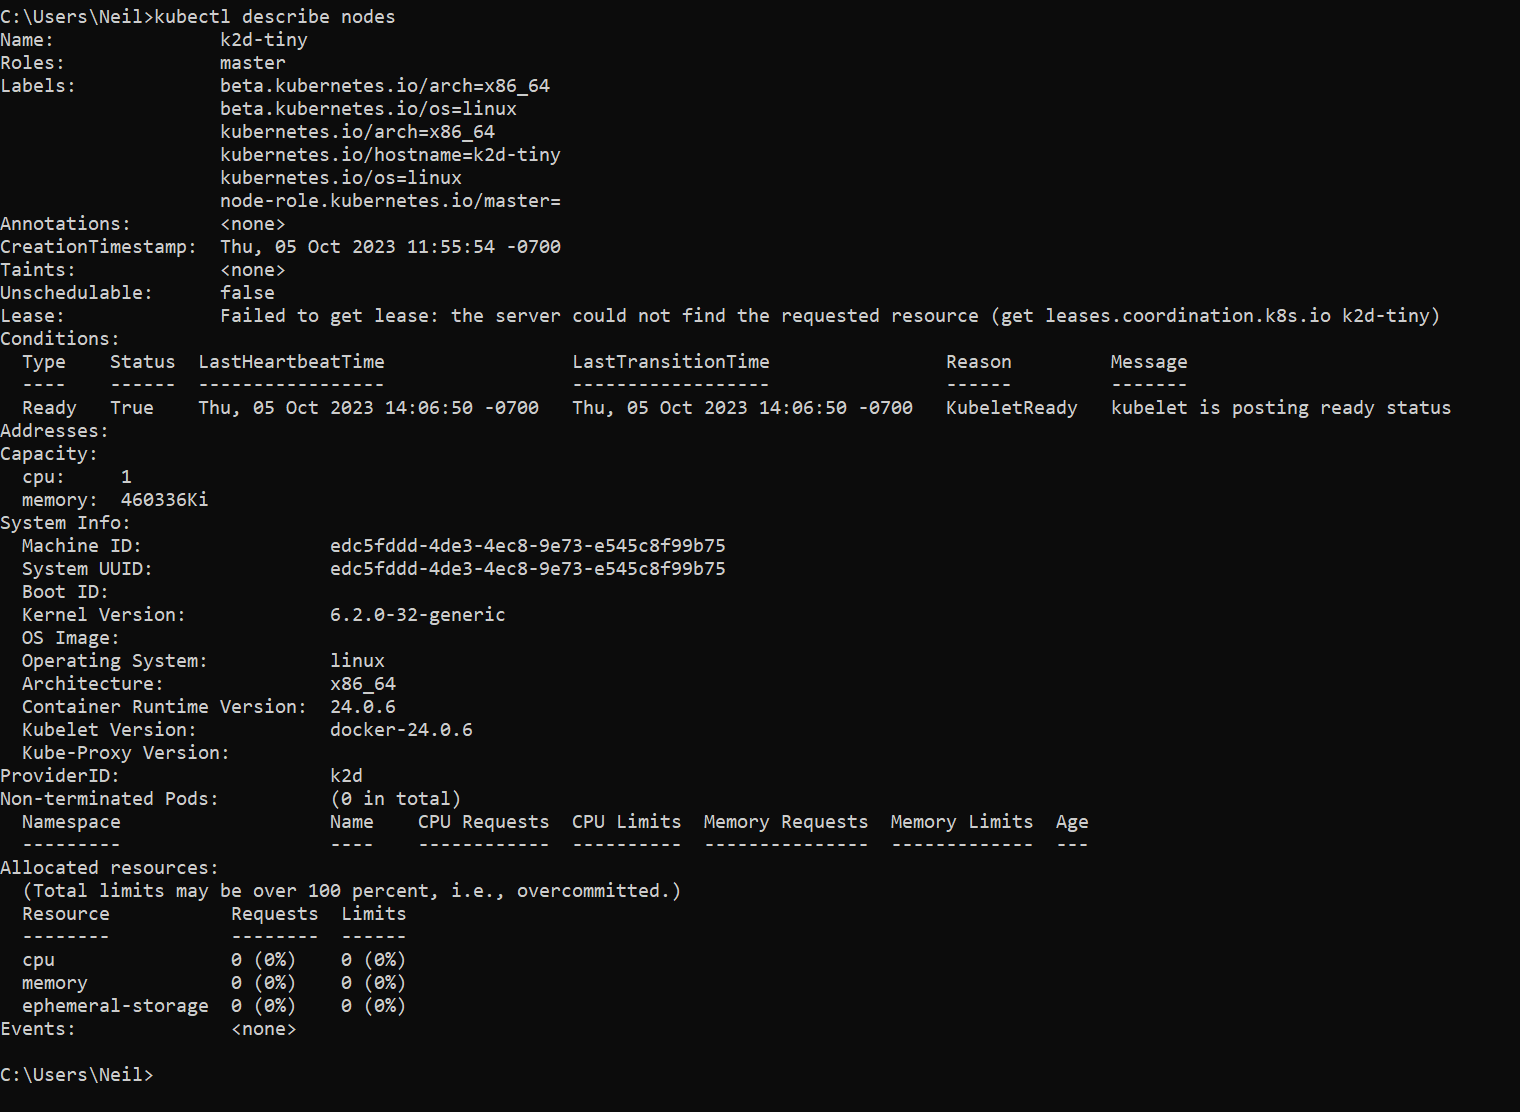 C:\Users\Neil>kubectl describe nodes
Name:               k2d-tiny
Roles:              master
Labels:             beta.kubernetes.io/arch=x86_64
                    beta.kubernetes.io/os=linux
                    kubernetes.io/arch=x86_64
                    kubernetes.io/hostname=k2d-tiny
                    kubernetes.io/os=linux
                    node-role.kubernetes.io/master=
Annotations:        <none>
CreationTimestamp:  Thu, 05 Oct 2023 11:55:54 -0700
Taints:             <none>
Unschedulable:      false
Lease:              Failed to get lease: the server could not find the requested resource (get leases.coordination.k8s.io k2d-tiny)
Conditions:
  Type    Status  LastHeartbeatTime                 LastTransitionTime                Reason         Message
  ----    ------  -----------------                 ------------------                ------         -------
  Ready   True    Thu, 05 Oct 2023 14:06:50 -0700   Thu, 05 Oct 2023 14:06:50 -0700   KubeletReady   kubelet is posting ready status
Addresses:
Capacity:
  cpu:     1
  memory:  460336Ki
System Info:
  Machine ID:                 edc5fddd-4de3-4ec8-9e73-e545c8f99b75
  System UUID:                edc5fddd-4de3-4ec8-9e73-e545c8f99b75
  Boot ID:
  Kernel Version:             6.2.0-32-generic
  OS Image:
  Operating System:           linux
  Architecture:               x86_64
  Container Runtime Version:  24.0.6
  Kubelet Version:            docker-24.0.6
  Kube-Proxy Version:
ProviderID:                   k2d
Non-terminated Pods:          (0 in total)
  Namespace                   Name    CPU Requests  CPU Limits  Memory Requests  Memory Limits  Age
  ---------                   ----    ------------  ----------  ---------------  -------------  ---
Allocated resources:
  (Total limits may be over 100 percent, i.e., overcommitted.)
  Resource           Requests  Limits
  --------           --------  ------
  cpu                0 (0%)    0 (0%)
  memory             0 (0%)    0 (0%)
  ephemeral-storage  0 (0%)    0 (0%)
Events:              <none>
C:\Users\Neil>